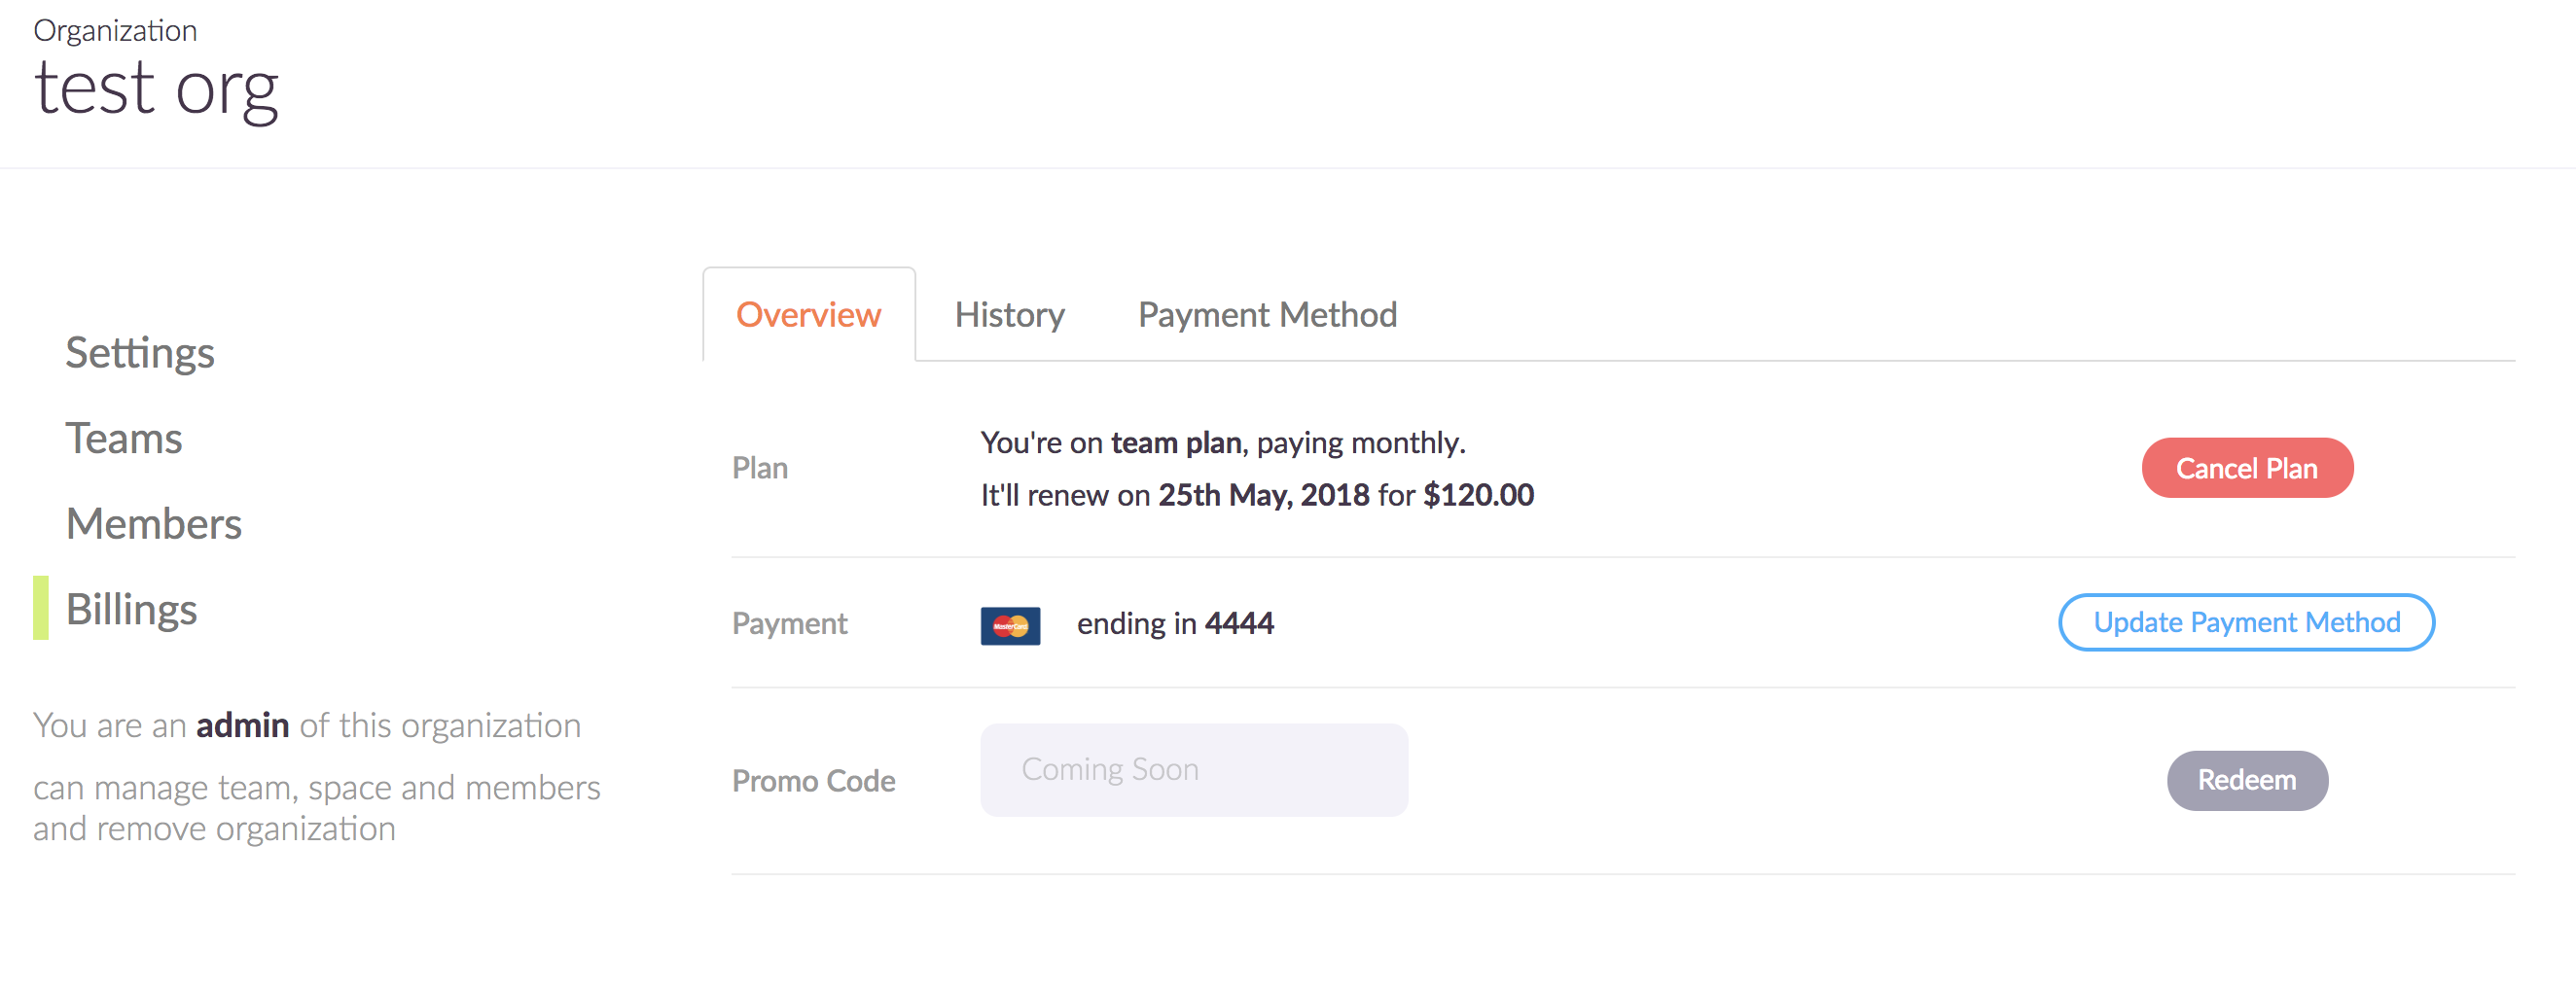 Organization
test org
Settings
Teams
Members
Billings
You are an admin of this organization
can manage team, space and members
and remove organization
Overview
History
Payment Method
Plan
You're on team plan, paying monthly.
It'll renew on 25th May, 2018 for $120.00
Cancel Plan
Payment
MasterCard
ending in 4444
Update Payment Method
Promo Code
Coming Soon
Redeem